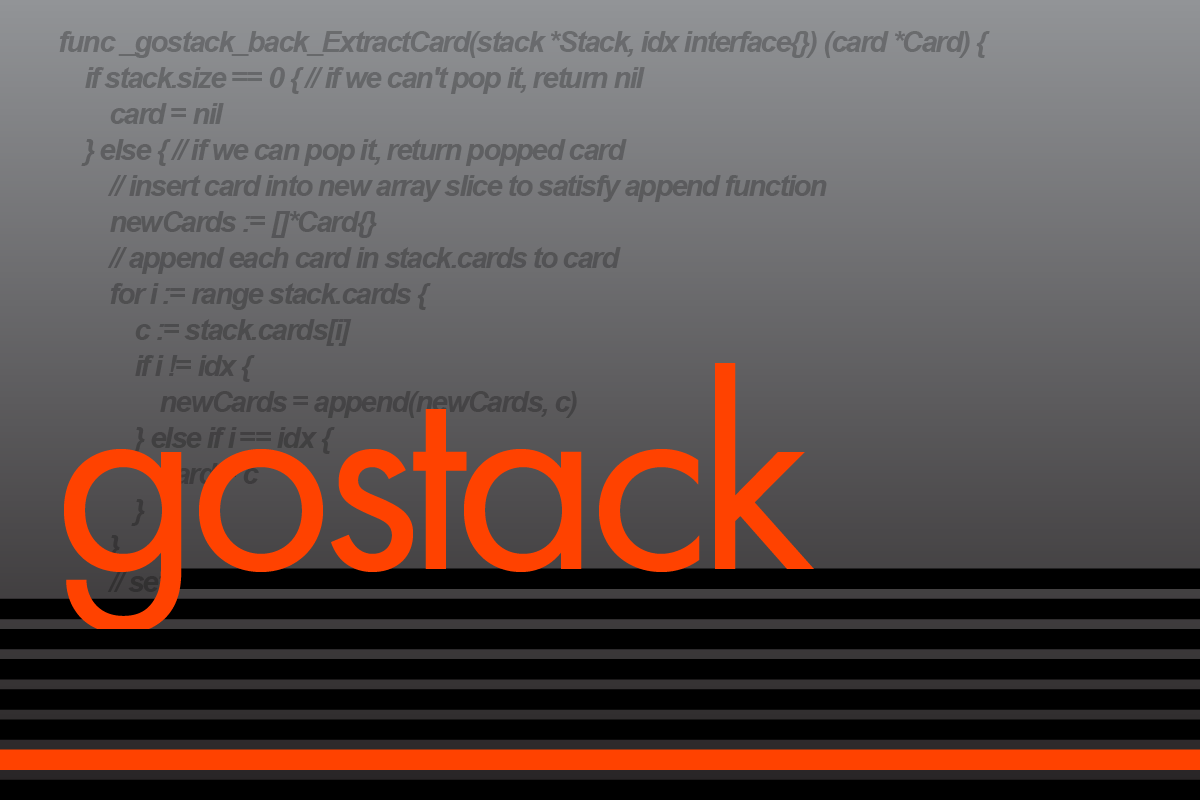 func _gostack_back_ExtractCard(stack *Stack, idx interface{}) (card *Card) {
if stack.size == 0 { // if we can't pop it, return nil
card = nil
} else { // if we can pop it, return popped card
// insert card into new array slice to satisfy append function
newCards := []*Card{}
// append each card in stack.cards to card
for i := range stack.cards {
c := stack.cards[i]
if i != idx {
newCards = append(newCards, c)
} else if i == idx {
c
}
}
//
gostack